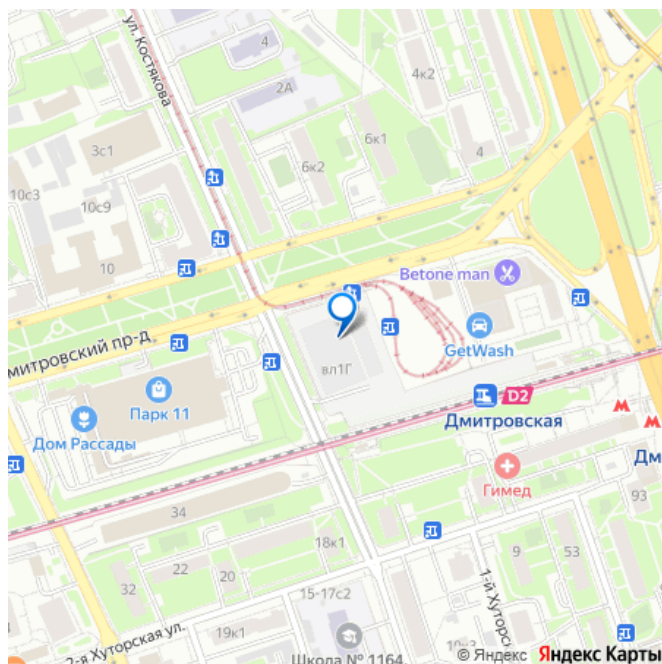 ул. Костякова
4
2А
4к2
3с1
6к1
6к2
4
10с3
10с9
10
Betone man
митровский пр-д
GetWash
вл1Г
Парк 11
D2
Дмитровская
Дом Рассады
Дм
Гимед
93
34
18к1
9
53
22
20
32
15-17с2
1-й Хуторс
2-я Хуторская ул.
19к1
Школа № 1164
© Яндекс Яндекс Карты